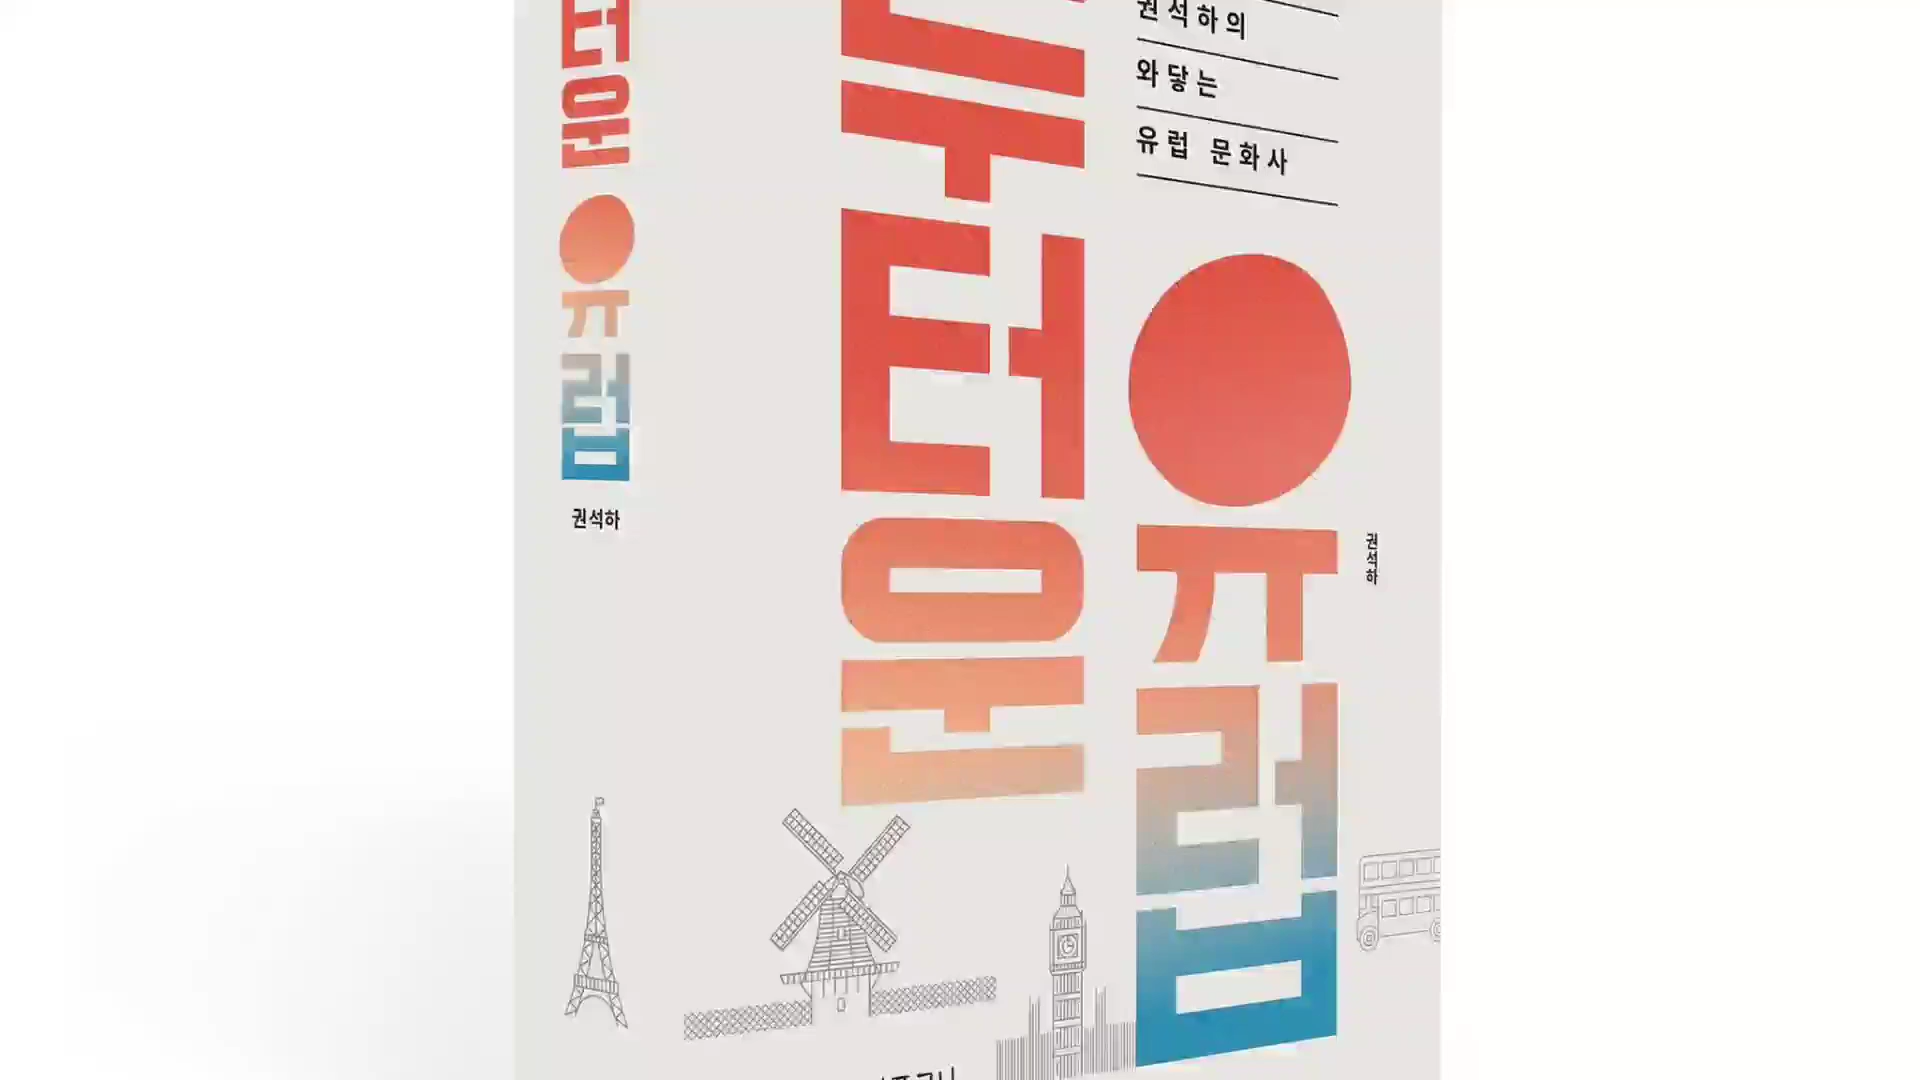 터운
유럽
권석하
두터운
권석하의
와닿는
유럽 문화사
유럽
권석하